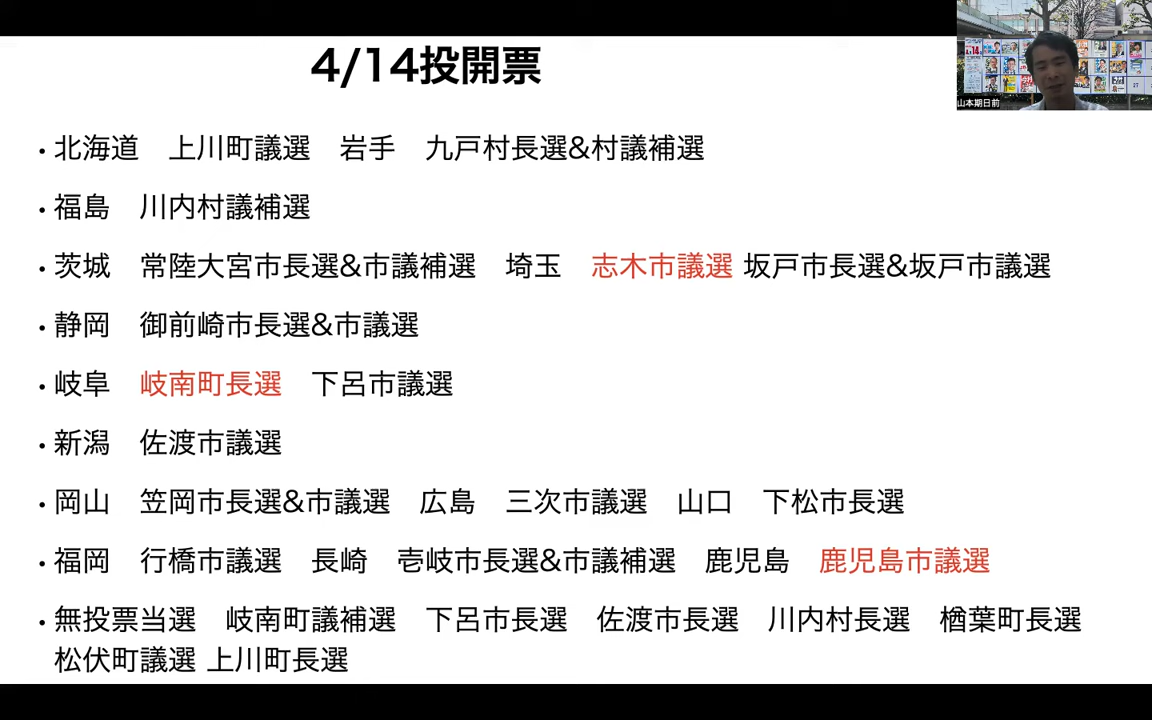 4/14投開票
山本期日前
・北海道　上川町議選　岩手　九戸村長選&村議補選
・福島　川内村議補選
・茨城　常陸大宮市長選&市議補選　埼玉　志木市議選 坂戸市長選&坂戸市議選
・静岡　御前崎市長選&市議選
・岐阜　岐南町長選　下呂市議選
・新潟　佐渡市議選
・岡山　笠岡市長選&市議選　広島　三次市議選　山口　下松市長選
・福岡　行橋市議選　長崎　壱岐市長選&市議補選　鹿児島　鹿児島市議選
・無投票当選　岐南町議補選　下呂市長選　佐渡市長選　川内村長選　楢葉町長選
松伏町議選 上川町長選